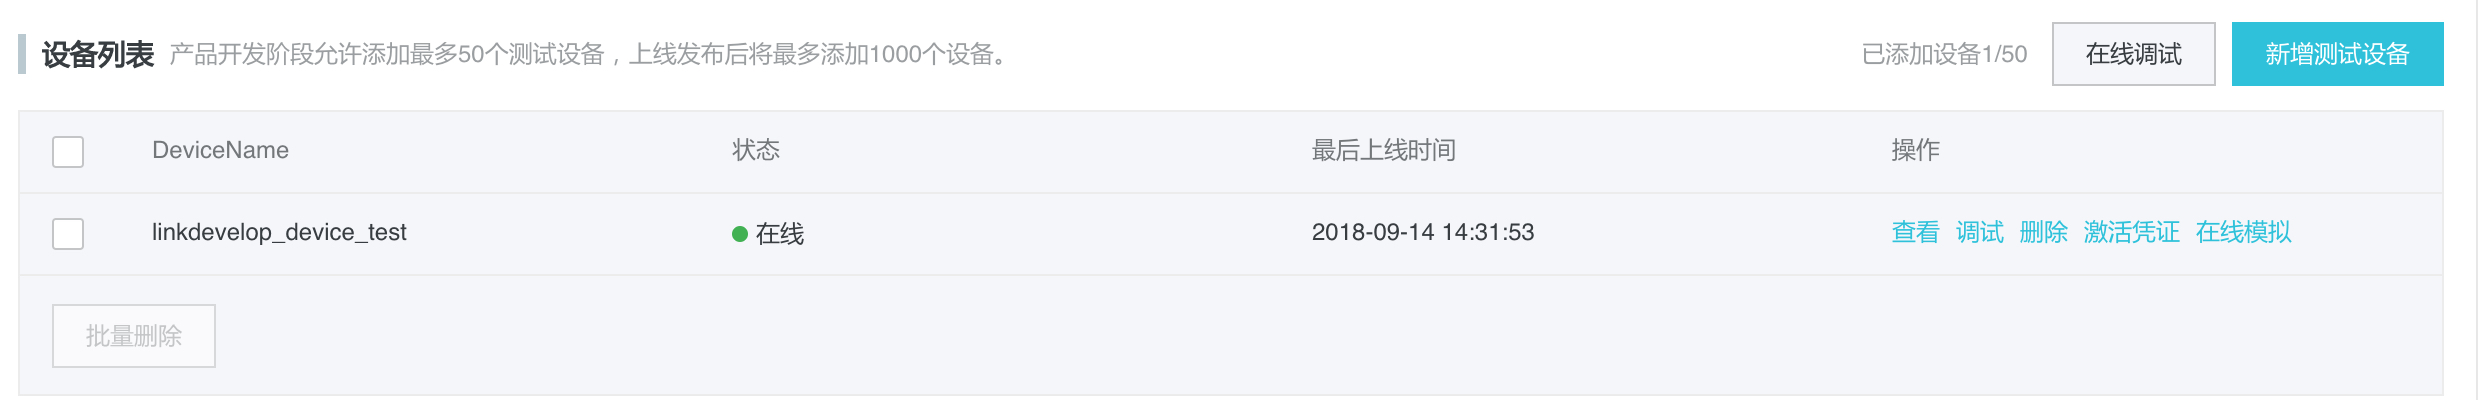 设备列表 产品开发阶段允许添加最多50个测试设备，上线发布后将最多添加1000个设备。 已添加设备1/50 在线调试 新增测试设备
DeviceName 状态 最后上线时间 操作
linkdevelop_device_test 在线 2018-09-14 14:31:53 查看 调试 删除 激活凭证 在线模拟
批量删除